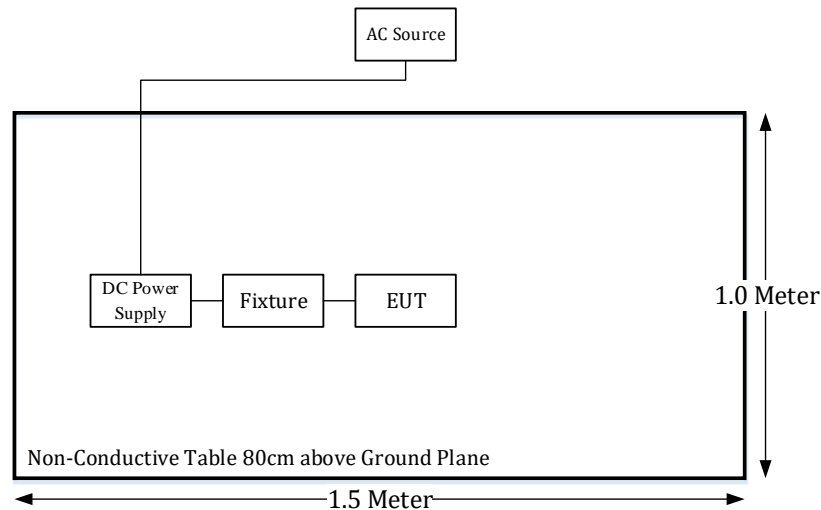 AC Source
DC Power
Supply
Fixture
EUT
1.0 Meter
Non-Conductive Table 80cm above Ground Plane
1.5 Meter